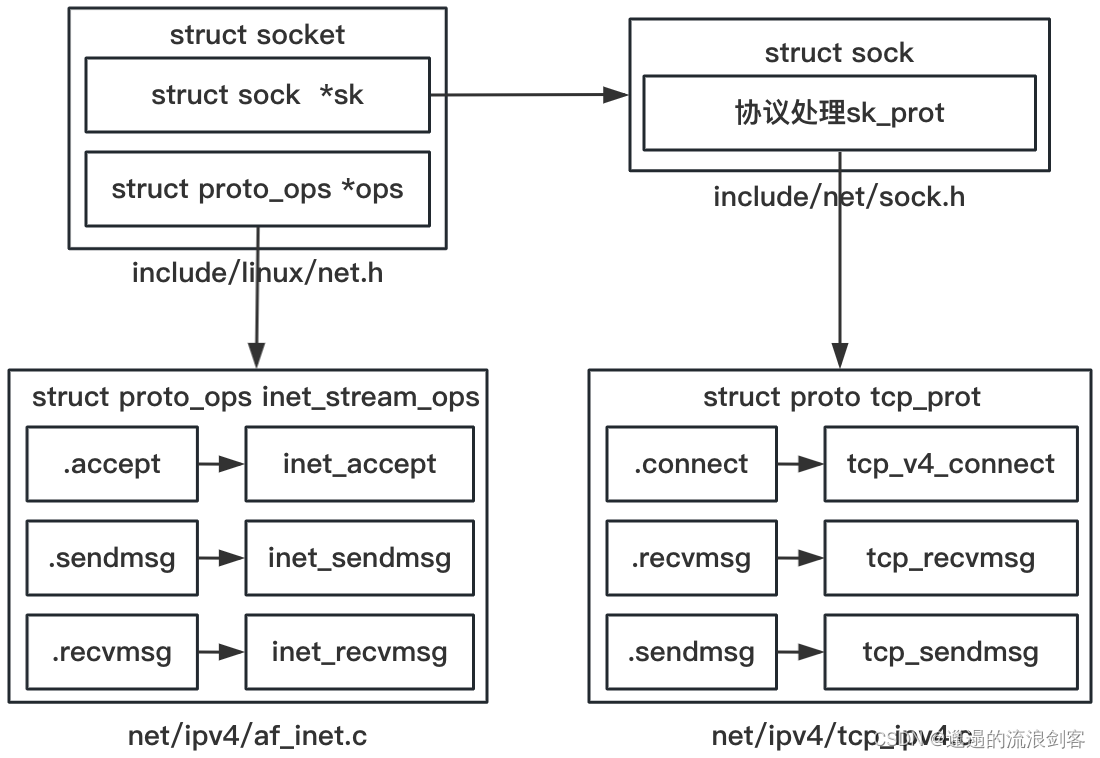 struct socket
struct sock *sk
struct proto_ops *ops
include/linux/net.h
struct sock
协议处理sk_prot
include/net/sock.h
struct proto_ops inet_stream_ops
.accept
inet_accept
.sendmsg
inet_sendmsg
.recvmsg
inet_recvmsg
net/ipv4/af_inet.c
struct proto tcp_prot
.connect
tcp_v4_connect
.recvmsg
tcp_recvmsg
.sendmsg
tcp_sendmsg
net/ipv4/tcp_ipv4.c
CSDN @邋遢的流浪剑客